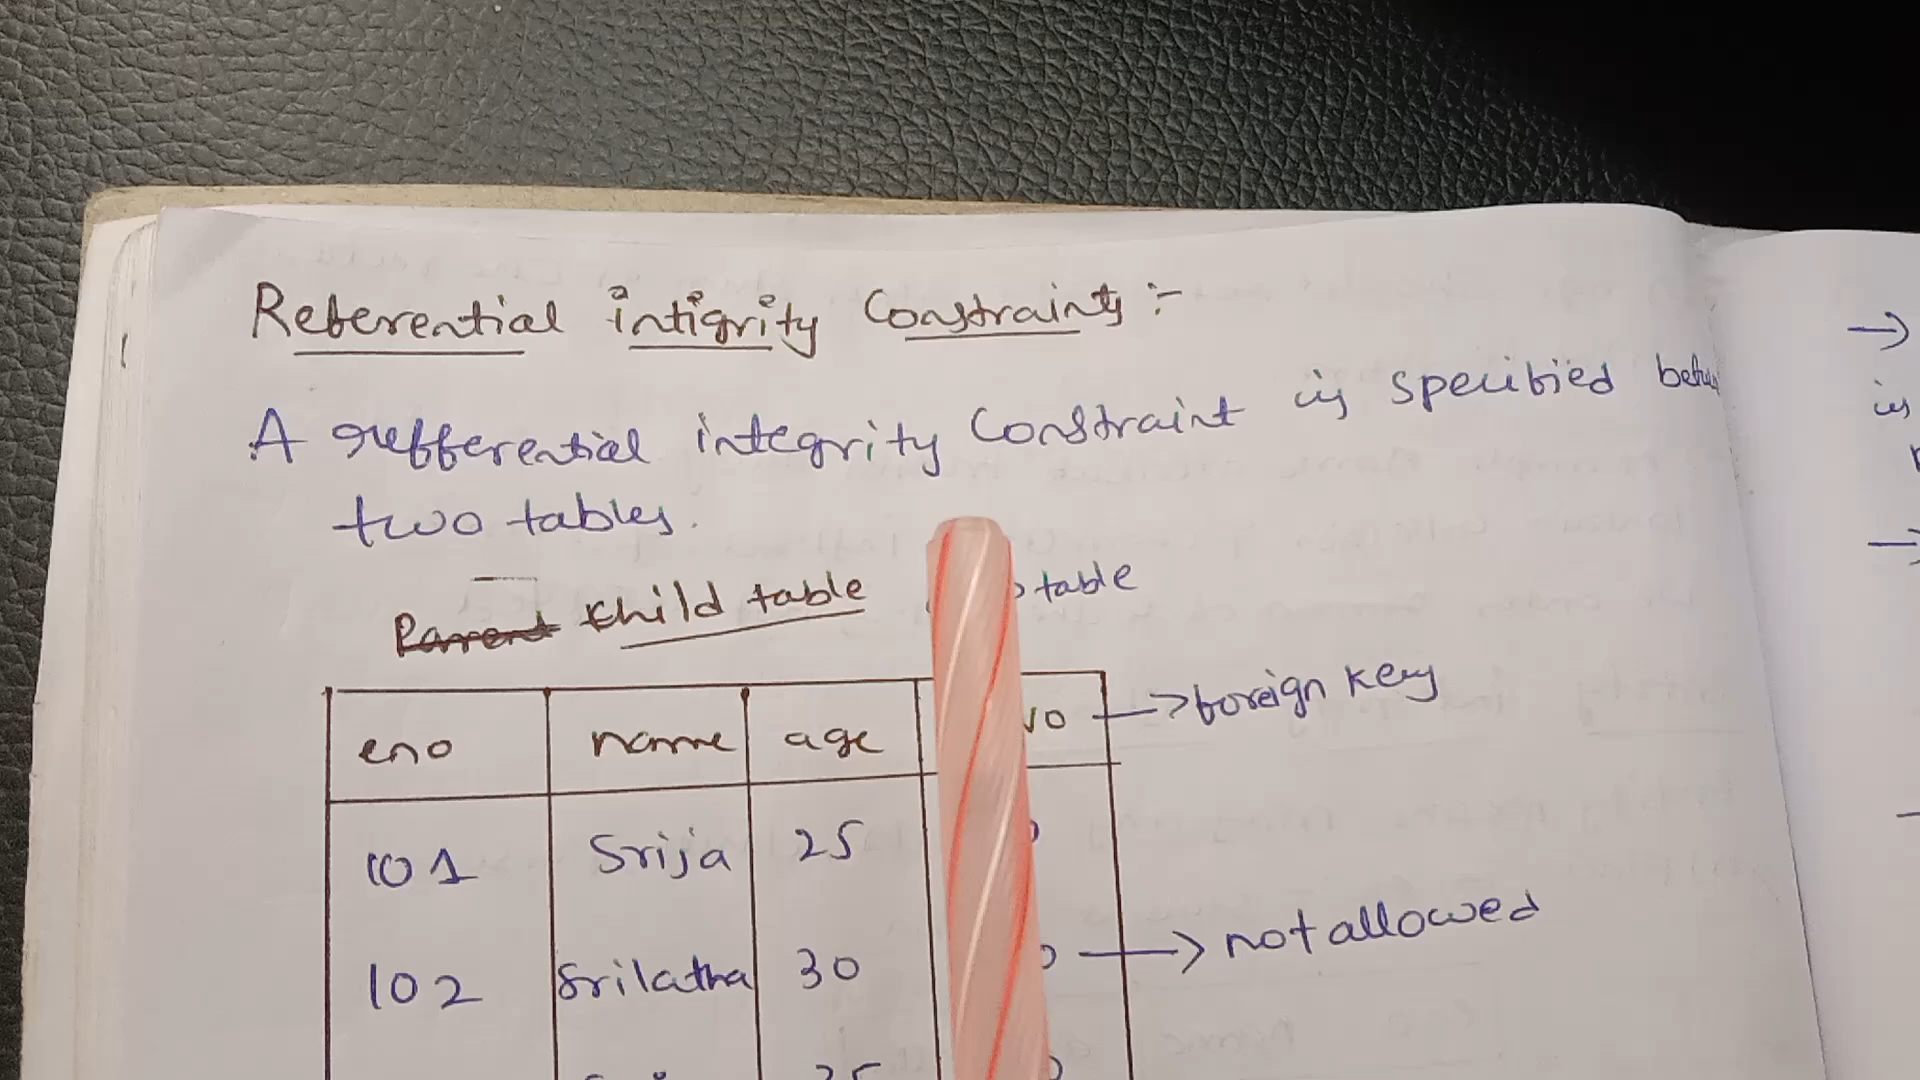 Referential intigrity Constraints :-
A refferential integrity Constraint is specified
two tables.
Parent Child table table
eno name age → foreign key
101 Srija 25
102 Srilatha 30 → not allowed
→
is
→